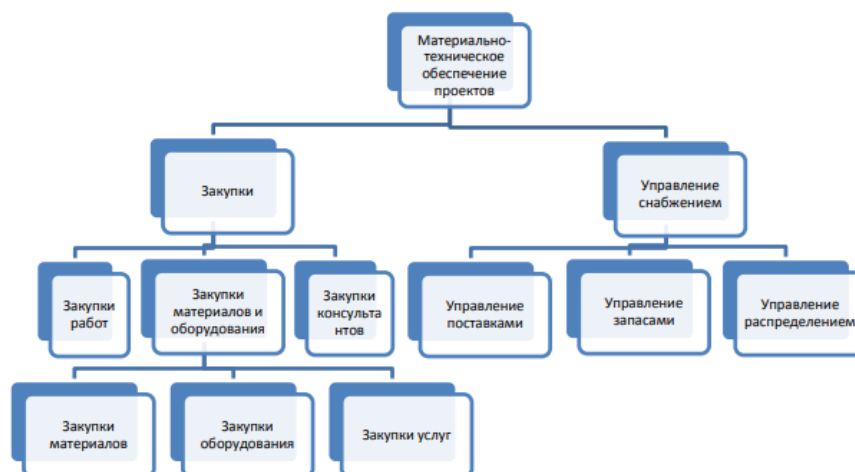 Материально-
техническое
обеспечение
проектов
Закупки
Управление
снабжением
Закупки
работ
Закупки
материалов и
оборудования
Закупки
консульта
нтов
Управление
поставками
Управление
запасами
Управление
распределением
Закупки
материалов
Закупки
оборудования
Закупки услуг